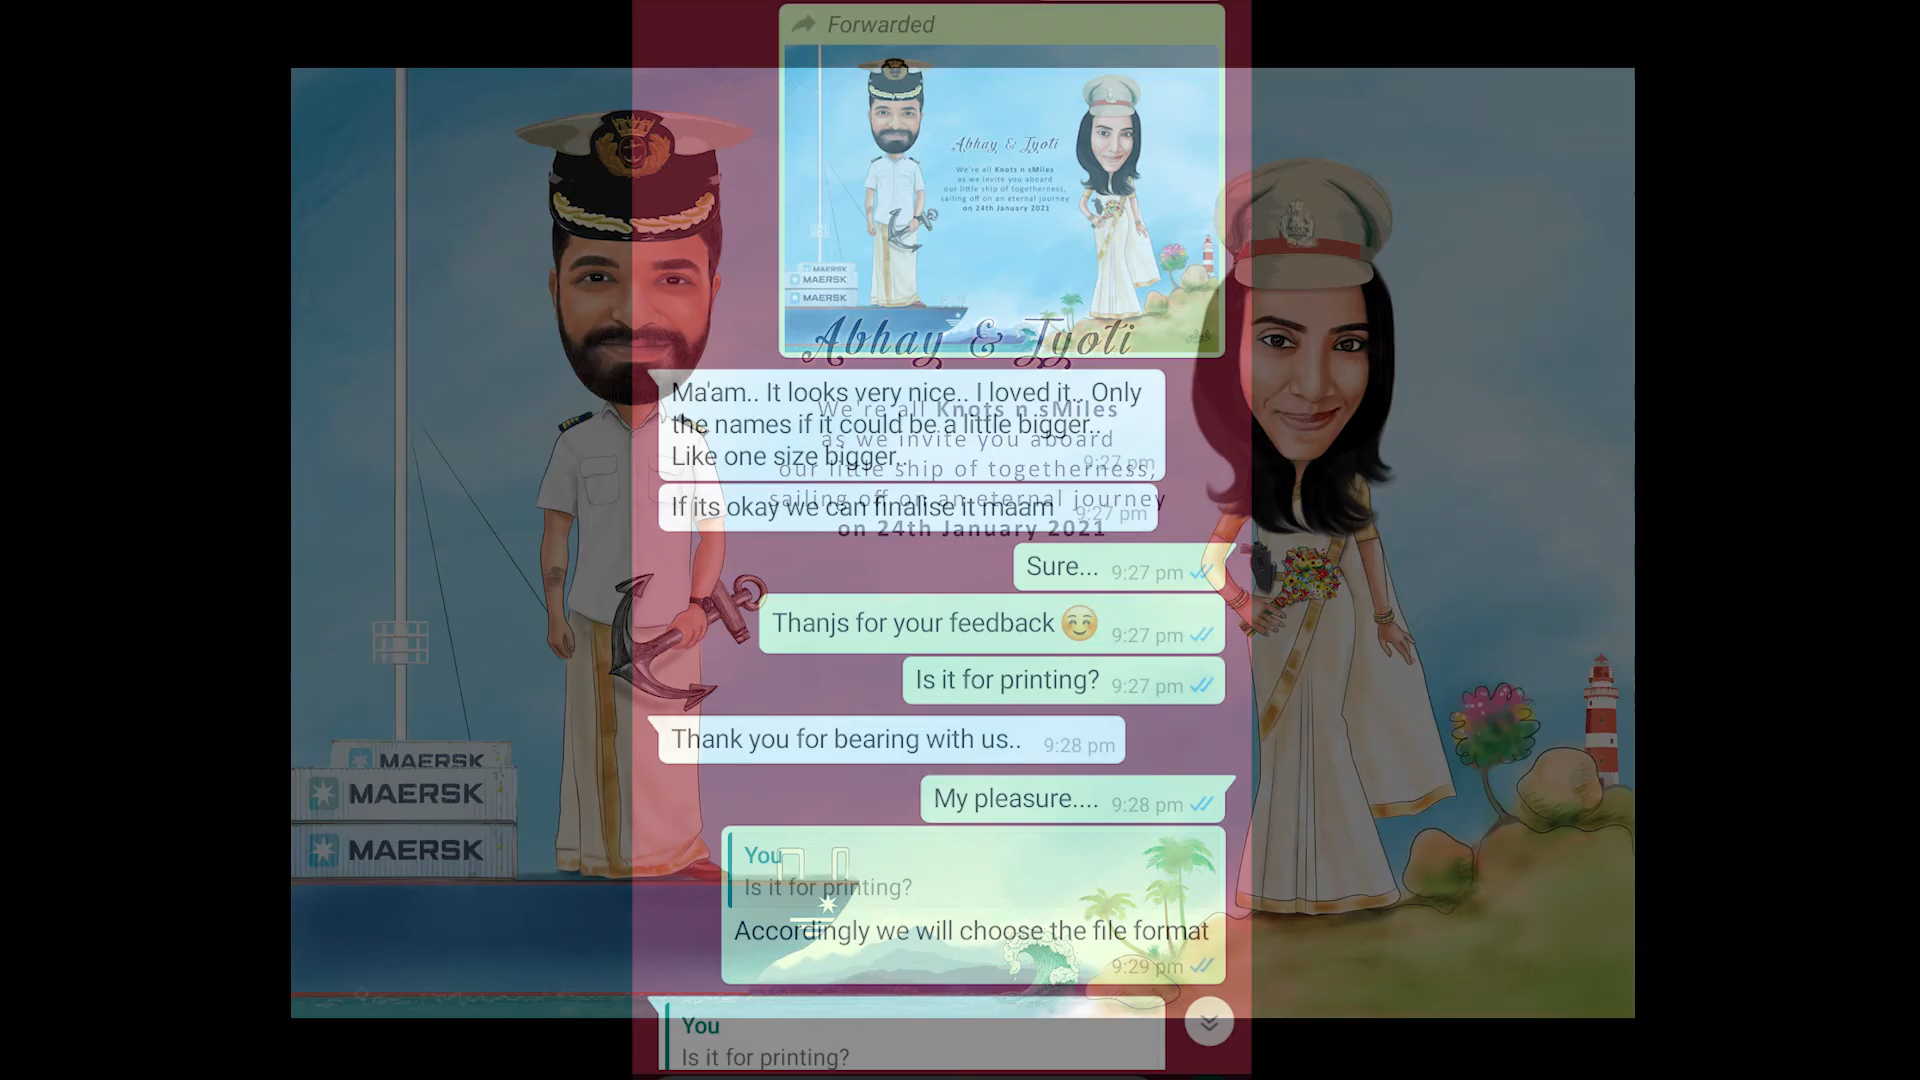 Forwarded
Abhay & Jyoti
We're all Knots n sMiles
as we invite you aboard
our little ship of togetherness,
sailing off on an eternal journey
on 24th January 2021
MAERSK
MAERSK
MAERSK
Abhay & Jyoti
Ma'am.. It looks very nice.. I loved it.. Only
the names if it could be a little bigger..
Like one size bigger..
9:27 pm
We're all Knots n sMiles
as we invite you aboard
our little ship of togetherness,
sailing off on an eternal journey
on 24th January 2021
If its okay we can finalise it maam 9:27 pm
Sure... 9:27 pm
Thanjs for your feedback 😊 9:27 pm
Is it for printing? 9:27 pm
Thank you for bearing with us.. 9:28 pm
My pleasure.... 9:28 pm
MAERSK
MAERSK
MAERSK
You
Is it for printing?
Accordingly we will choose the file format
9:29 pm
You
Is it for printing?